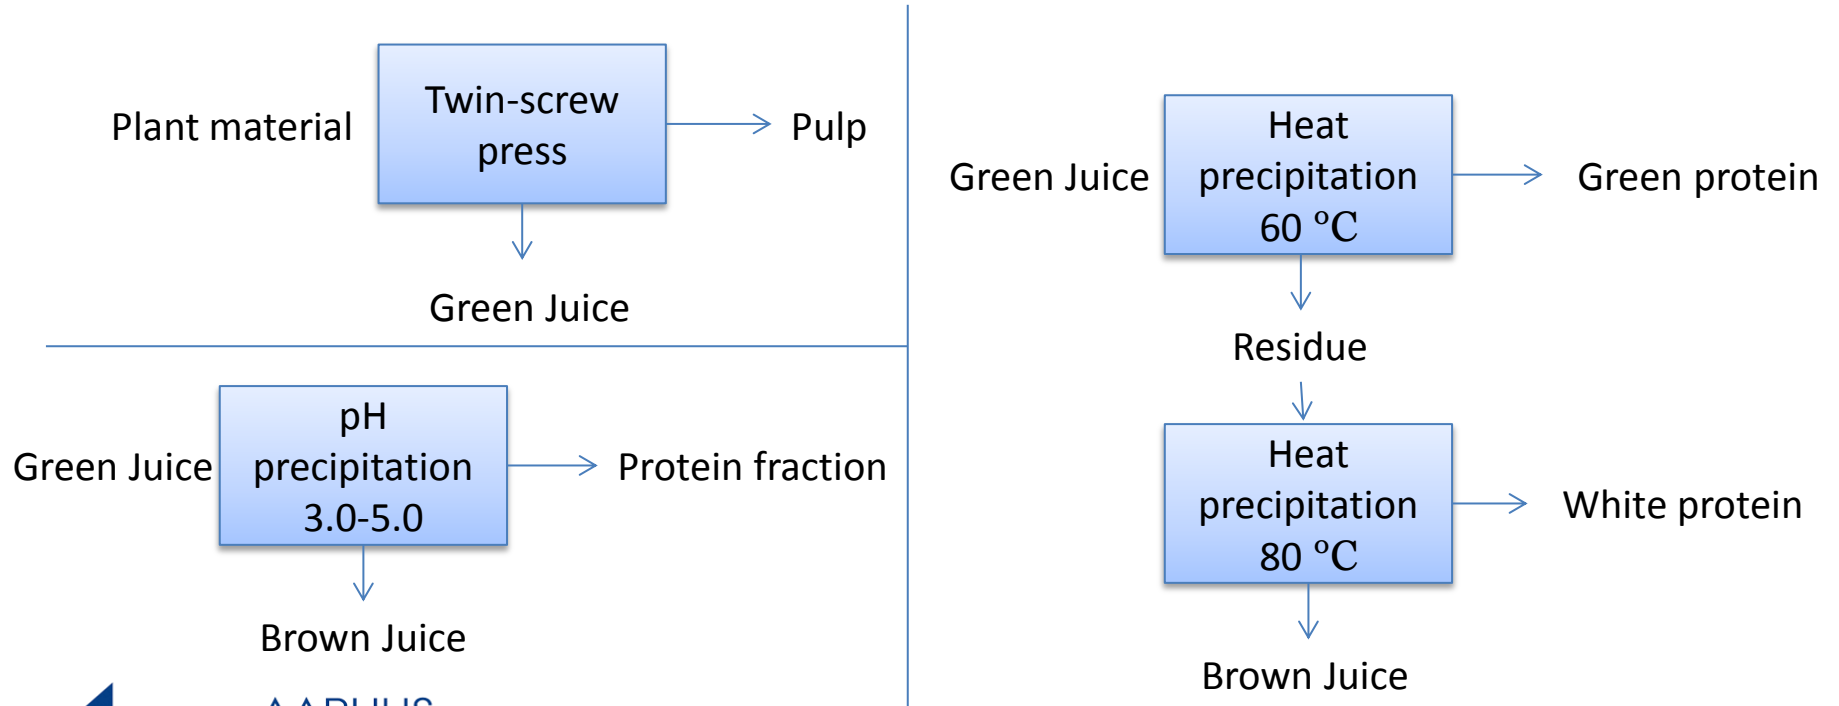 Plant material
Twin-screw
press
Pulp
Green Juice
Green Juice
pH
precipitation
3.0-5.0
Protein fraction
Brown Juice
Green Juice
Heat
precipitation
60 °C
Green protein
Residue
Heat
precipitation
80 °C
White protein
Brown Juice
AARHUS